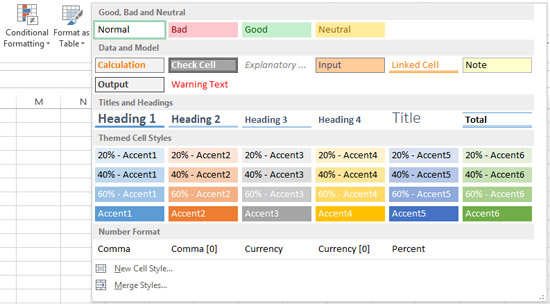 Conditional Formatting
Format as Table
M
N
Good, Bad and Neutral
Normal Bad Good Neutral
Data and Model
Calculation Check Cell Explanatory ... Input Linked Cell Note
Output Warning Text
Titles and Headings
Heading 1 Heading 2 Heading 3 Heading 4 Title Total
Themed Cell Styles
20% - Accent1 20% - Accent2 20% - Accent3 20% - Accent4 20% - Accent5 20% - Accent6
40% - Accent1 40% - Accent2 40% - Accent3 40% - Accent4 40% - Accent5 40% - Accent6
60% - Accent1 60% - Accent2 60% - Accent3 60% - Accent4 60% - Accent5 60% - Accent6
Accent1 Accent2 Accent3 Accent4 Accent5 Accent6
Number Format
Comma Comma [0] Currency Currency [0] Percent
New Cell Style...
Merge Styles...